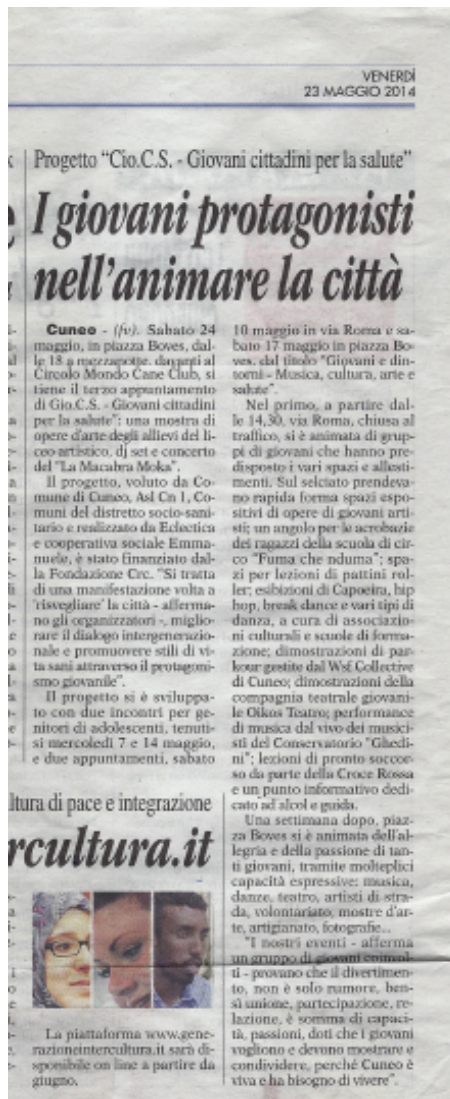 VENERDÌ
23 MAGGIO 2014
Progetto “Cio.C.S. - Giovani cittadini per la salute”
I giovani protagonisti
nell’animare la città
Cuneo - (fv). Sabato 24
maggio, in piazza Boves, dal-
le 18 a mezzanotte, davanti al
Circolo Mondo Cane Club, si
tiene il terzo appuntamento
di Gio.C.S. - Giovani cittadini
per la salute": una mostra di
opere d'arte degli allievi del li-
ceo artistico, dj set e concerto
del "La Macabra Moka".
Il progetto, voluto da Co-
mune di Cuneo, Asl Cn 1, Co-
muni del distretto socio-sani-
tario e realizzato da Eclectica
e cooperativa sociale Emma-
nuele, è stato finanziato dal-
la Fondazione Crc. "Si tratta
di una manifestazione volta a
'risvegliare' la città - afferma-
no gli organizzatori -, miglio-
rare il dialogo intergenerazio-
nale e promuovere stili di vi-
ta sani attraverso il protagoni-
smo giovanile".
Il progetto si è sviluppa-
to con due incontri per ge-
nitori di adolescenti, tenuti-
si mercoledì 7 e 14 maggio,
e due appuntamenti, sabato
10 maggio in via Roma e sa-
bato 17 maggio in piazza Bo-
ves, dal titolo "Giovani e din-
torni - Musica, cultura, arte e
salute".
Nel primo, a partire dal-
le 14,30, via Roma, chiusa al
traffico, si è animata di grup-
pi di giovani che hanno pre-
disposto i vari spazi e allesti-
menti. Sul selciato prendeva-
no rapida forma spazi espo-
sitivi di opere di giovani arti-
sti; un angolo per le acrobazie
dei ragazzi della scuola di cir-
co "Fuma che nduma"; spa-
zi per lezioni di pattini rol-
ler; esibizioni di Capoeira, hip
hop, break dance e vari tipi di
danza, a cura di associazio-
ni culturali e scuole di forma-
zione; dimostrazioni di par-
kour gestite dal Wsf Collective
di Cuneo; dimostrazioni della
compagnia teatrale giovani-
le Oikos Teatro; performance
di musica dal vivo dei musici-
sti del Conservatorio "Ghedi-
ni"; lezioni di pronto soccor-
so da parte della Croce Rossa
e un punto informativo dedi-
cato ad alcol e guida.
Una settimana dopo, piaz-
za Boves si è animata dell'al-
legria e della passione di tan-
ti giovani, tramite molteplici
capacità espressive: musica,
danze, teatro, artisti di stra-
da, volontariato, mostre d'ar-
te, artigianato, fotografie...
"I nostri eventi - afferma
un gruppo di giovani coinvol-
ti - provano che il divertimen-
to, non è solo rumore, ben-
sì unione, partecipazione, re-
lazione, è somma di capaci-
tà, passioni, doti che i giovani
vogliono e devono mostrare e
condividere, perché Cuneo è
viva e ha bisogno di vivere".
ltura di pace e integrazione
rcultura.it
La piattaforma www.gene-
razioneintercultura.it sarà di-
sponibile on line a partire da
giugno.